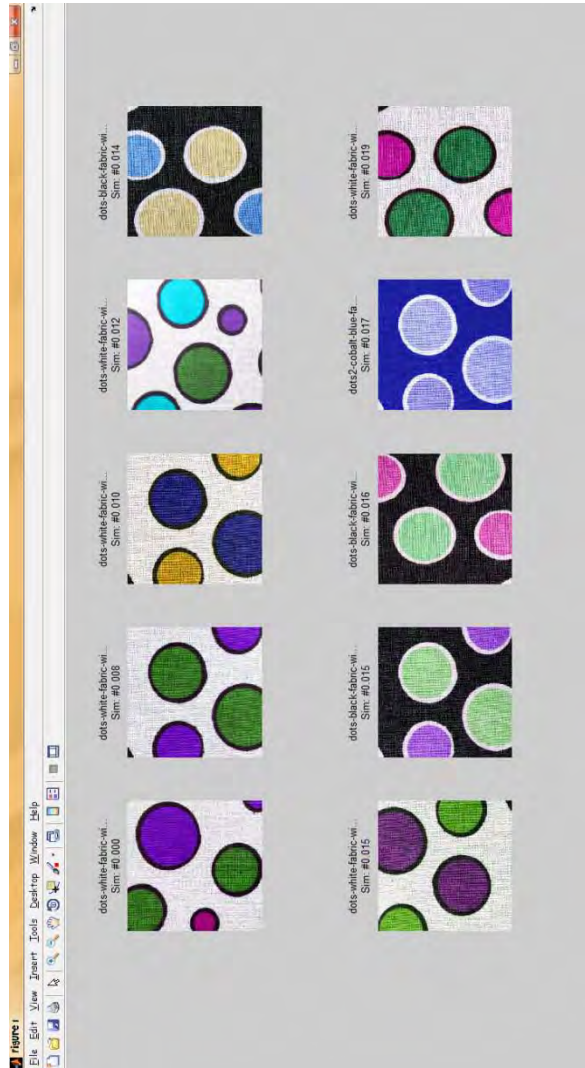 Figure 1
File Edit View Insert Tools Desktop Window Help
dots-white-fabric-wi...
Sim: #0.000
dots-white-fabric-wi...
Sim: #0.008
dots-white-fabric-wi...
Sim: #0.010
dots-white-fabric-wi...
Sim: #0.012
dots-black-fabric-wi...
Sim: #0.014
dots-white-fabric-wi...
Sim: #0.015
dots-black-fabric-wi...
Sim: #0.015
dots-black-fabric-wi...
Sim: #0.016
dots2-cobalt-blue-fa...
Sim: #0.017
dots-white-fabric-wi...
Sim: #0.019